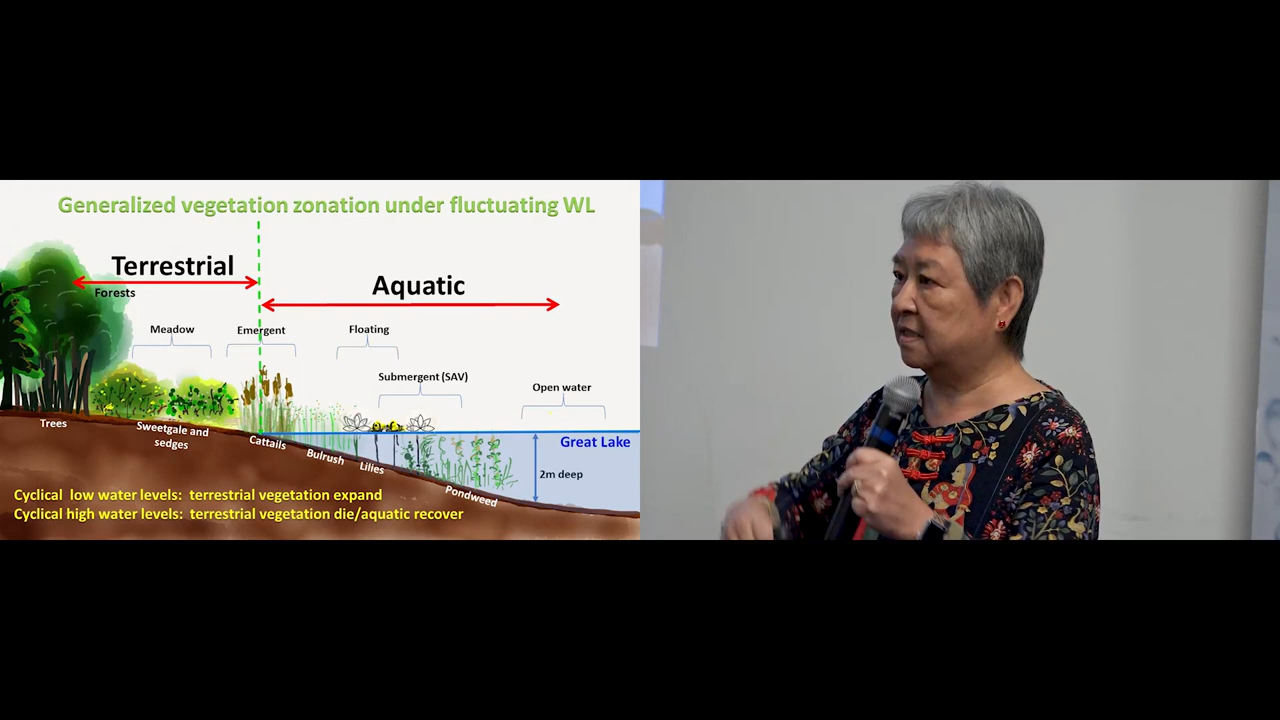 Generalized vegetation zonation under fluctuating WL
Terrestrial
Forests
Aquatic
Meadow
Emergent
Floating
Submergent (SAV)
Open water
Trees
Sweetgale and
sedges
Cattails
Bulrush
Lilies
Pondweed
Great Lake
2m deep
Cyclical low water levels: terrestrial vegetation expand
Cyclical high water levels: terrestrial vegetation die/aquatic recover